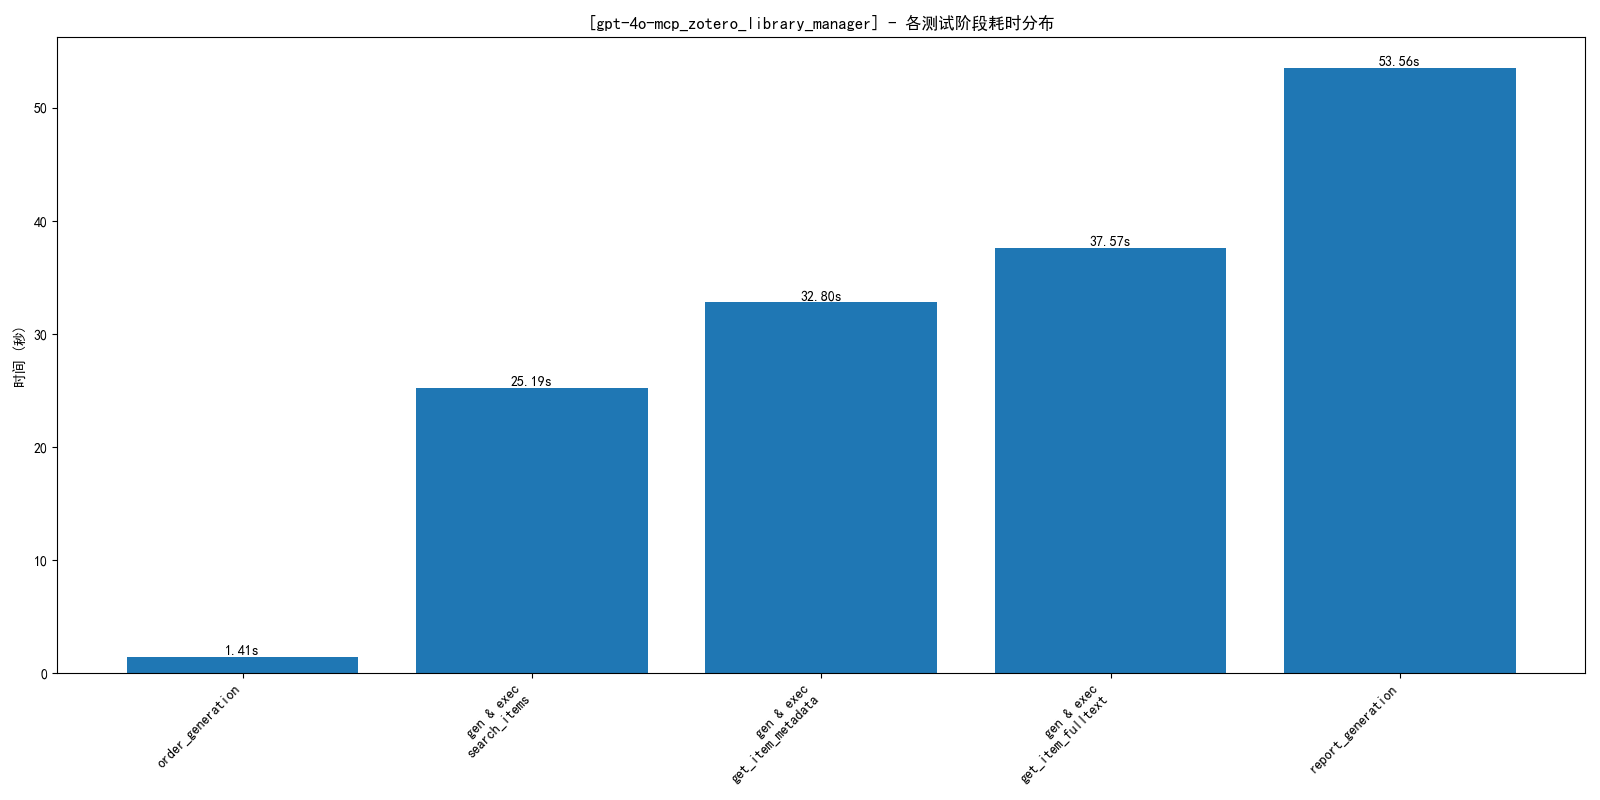 [gpt-4o-mcp_zotero_library_manager] - 各测试阶段耗时分布
时间 (秒)
50
40
30
20
10
0
1.41s
25.19s
32.80s
37.57s
53.56s
order_generation
gen & exec
search_items
gen & exec
get_item_metadata
gen & exec
get_item_fulltext
report_generation